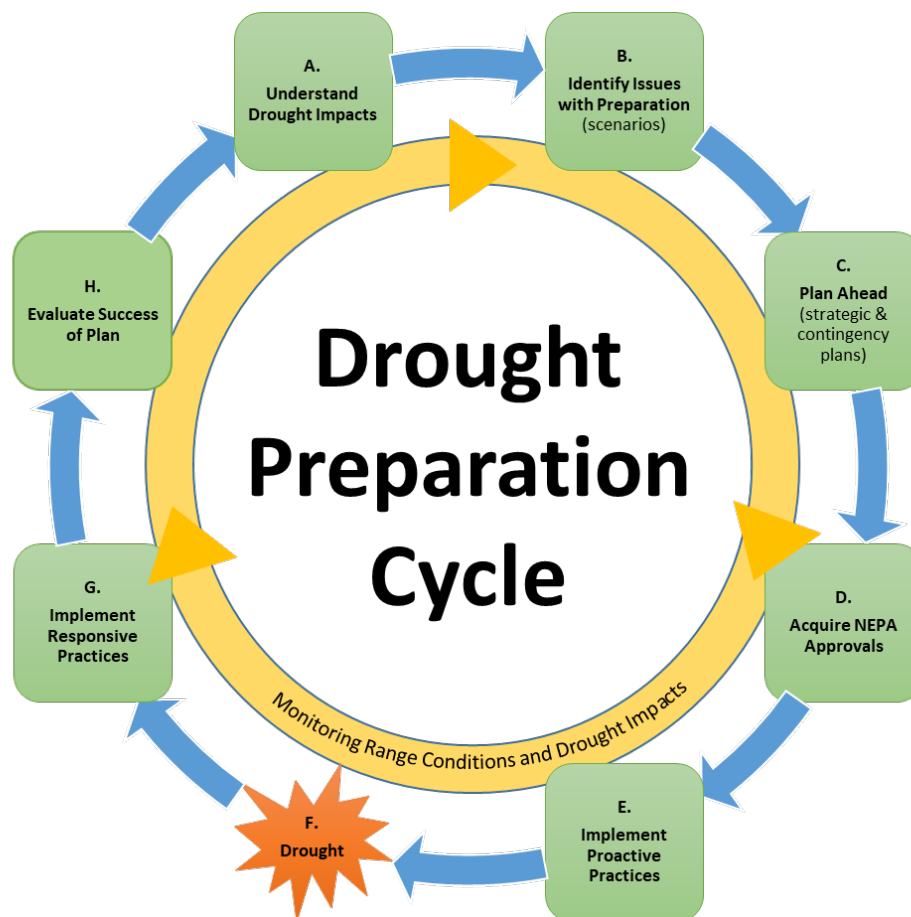 A.
Understand
Drought Impacts
B.
Identify Issues
with Preparation
(scenarios)
C.
Plan Ahead
(strategic &
contingency
plans)
D.
Acquire NEPA
Approvals
E.
Implement
Proactive
Practices
F.
Drought
G.
Implement
Responsive
Practices
H.
Evaluate Success
of Plan
Drought
Preparation
Cycle
Monitoring Range Conditions and Drought Impacts